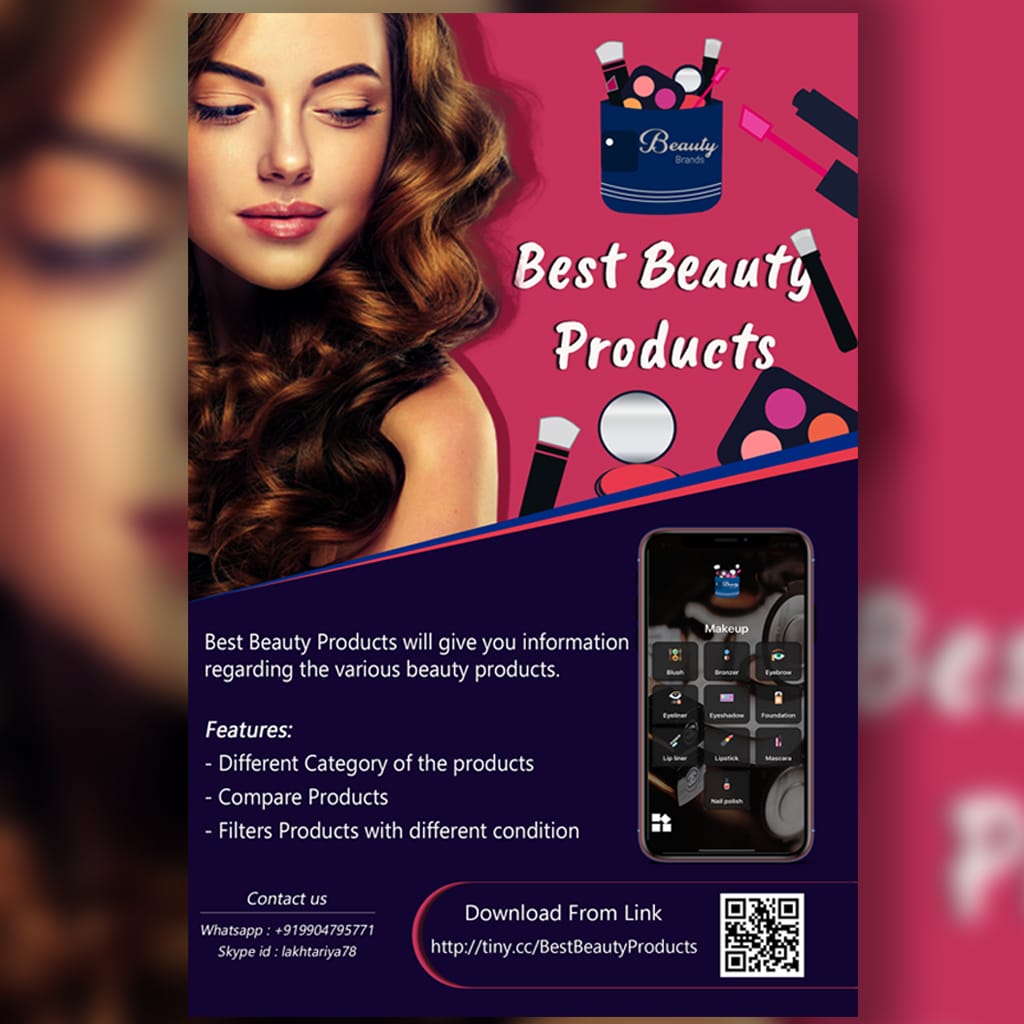 Beauty
Brands
Best Beauty
Products
Best Beauty Products will give you information
regarding the various beauty products.
Features:
- Different Category of the products
- Compare Products
- Filters Products with different condition
Makeup
Blush Bronzer Eyebrow
Eyeliner Eyeshadow Foundation
Lip liner Lipstick Mascara
Nail polish
Contact us
Whatsapp : +919904795771
Skype id : lakhtariya78
Download From Link
http://tiny.cc/BestBeautyProducts